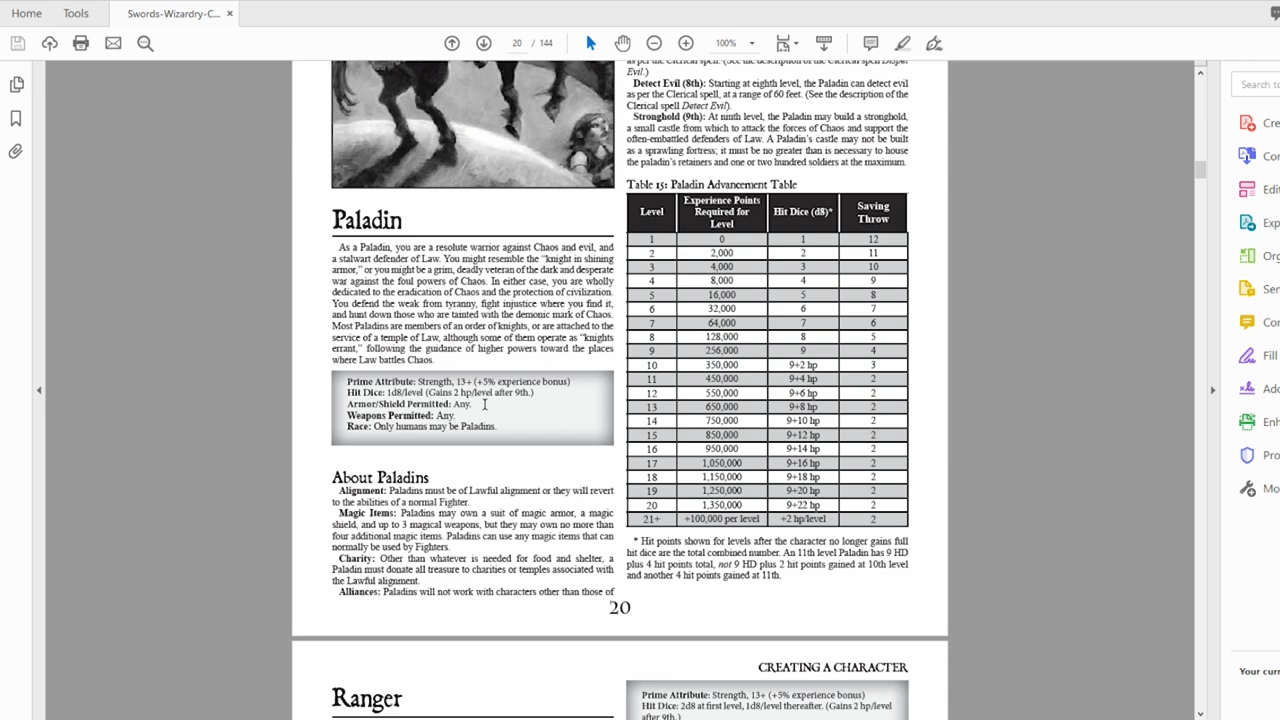 Home
Tools
Swords-Wizardry-C... ×
20 / 144
100%
Search to
Paladin
As a Paladin, you are a resolute warrior against Chaos and evil, and
a stalwart defender of Law. You might resemble the “knight in shining
armor,” or you might be a grim, deadly veteran of the dark and desperate
war against the foul powers of Chaos. In either case, you are wholly
dedicated to the eradication of Chaos and the protection of civilization.
You defend the weak from tyranny, fight injustice where you find it,
and hunt down those who are tainted with the demonic mark of Chaos.
Most Paladins are members of an order of knights, or are attached to the
service of a temple of Law, although some of them operate as “knights
errant,” following the guidance of higher powers toward the places
where Law battles Chaos.
Prime Attribute: Strength, 13+ (+5% experience bonus)
Hit Dice: 1d8/level (Gains 2 hp/level after 9th.)
Armor/Shield Permitted: Any.
Weapons Permitted: Any.
Race: Only humans may be Paladins.
About Paladins
Alignment: Paladins must be of Lawful alignment or they will revert
to the abilities of a normal Fighter.
Magic Items: Paladins may own a suit of magic armor, a magic
shield, and up to 3 magical weapons, but they may own no more than
four additional magic items. Paladins can use any magic items that can
normally be used by Fighters.
Charity: Other than whatever is needed for food and shelter, a
Paladin must donate all treasure to charities or temples associated with
the Lawful alignment.
Alliances: Paladins will not work with characters other than those of
as per the Clerical spell. (See the description of the Clerical spell Dispel
Evil.)
Detect Evil (8th): Starting at eighth level, the Paladin can detect evil
as per the Clerical spell, at a range of 60 feet. (See the description of the
Clerical spell Detect Evil).
Stronghold (9th): At ninth level, the Paladin may build a stronghold,
a small castle from which to attack the forces of Chaos and support the
often-embattled defenders of Law. A Paladin’s castle may not be built
as a sprawling fortress; it must be no greater than is necessary to house
the paladin’s retainers and one or two hundred soldiers at the maximum.
Table 15: Paladin Advancement Table
Level Experience Points Required for Level Hit Dice (d8)* Saving Throw
1 0 1 12
2 2,000 2 11
3 4,000 3 10
4 8,000 4 9
5 16,000 5 8
6 32,000 6 7
7 64,000 7 6
8 128,000 8 5
9 256,000 9 4
10 350,000 9+2 hp 3
11 450,000 9+4 hp 2
12 550,000 9+6 hp 2
13 650,000 9+8 hp 2
14 750,000 9+10 hp 2
15 850,000 9+12 hp 2
16 950,000 9+14 hp 2
17 1,050,000 9+16 hp 2
18 1,150,000 9+18 hp 2
19 1,250,000 9+20 hp 2
20 1,350,000 9+22 hp 2
21+ +100,000 per level +2 hp/level 2
* Hit points shown for levels after the character no longer gains full
hit dice are the total combined number. An 11th level Paladin has 9 HD
plus 4 hit points total, not 9 HD plus 2 hit points gained at 10th level
and another 4 hit points gained at 11th.
20
CREATING A CHARACTER
Ranger
Prime Attribute: Strength, 13+ (+5% experience bonus)
Hit Dice: 2d8 at first level, 1d8/level thereafter. (Gains 2 hp/level
after 9th.)
Cre
Con
Edi
Exp
Org
Sen
Con
Fill
Add
Enh
Pro
Mo
Your curr